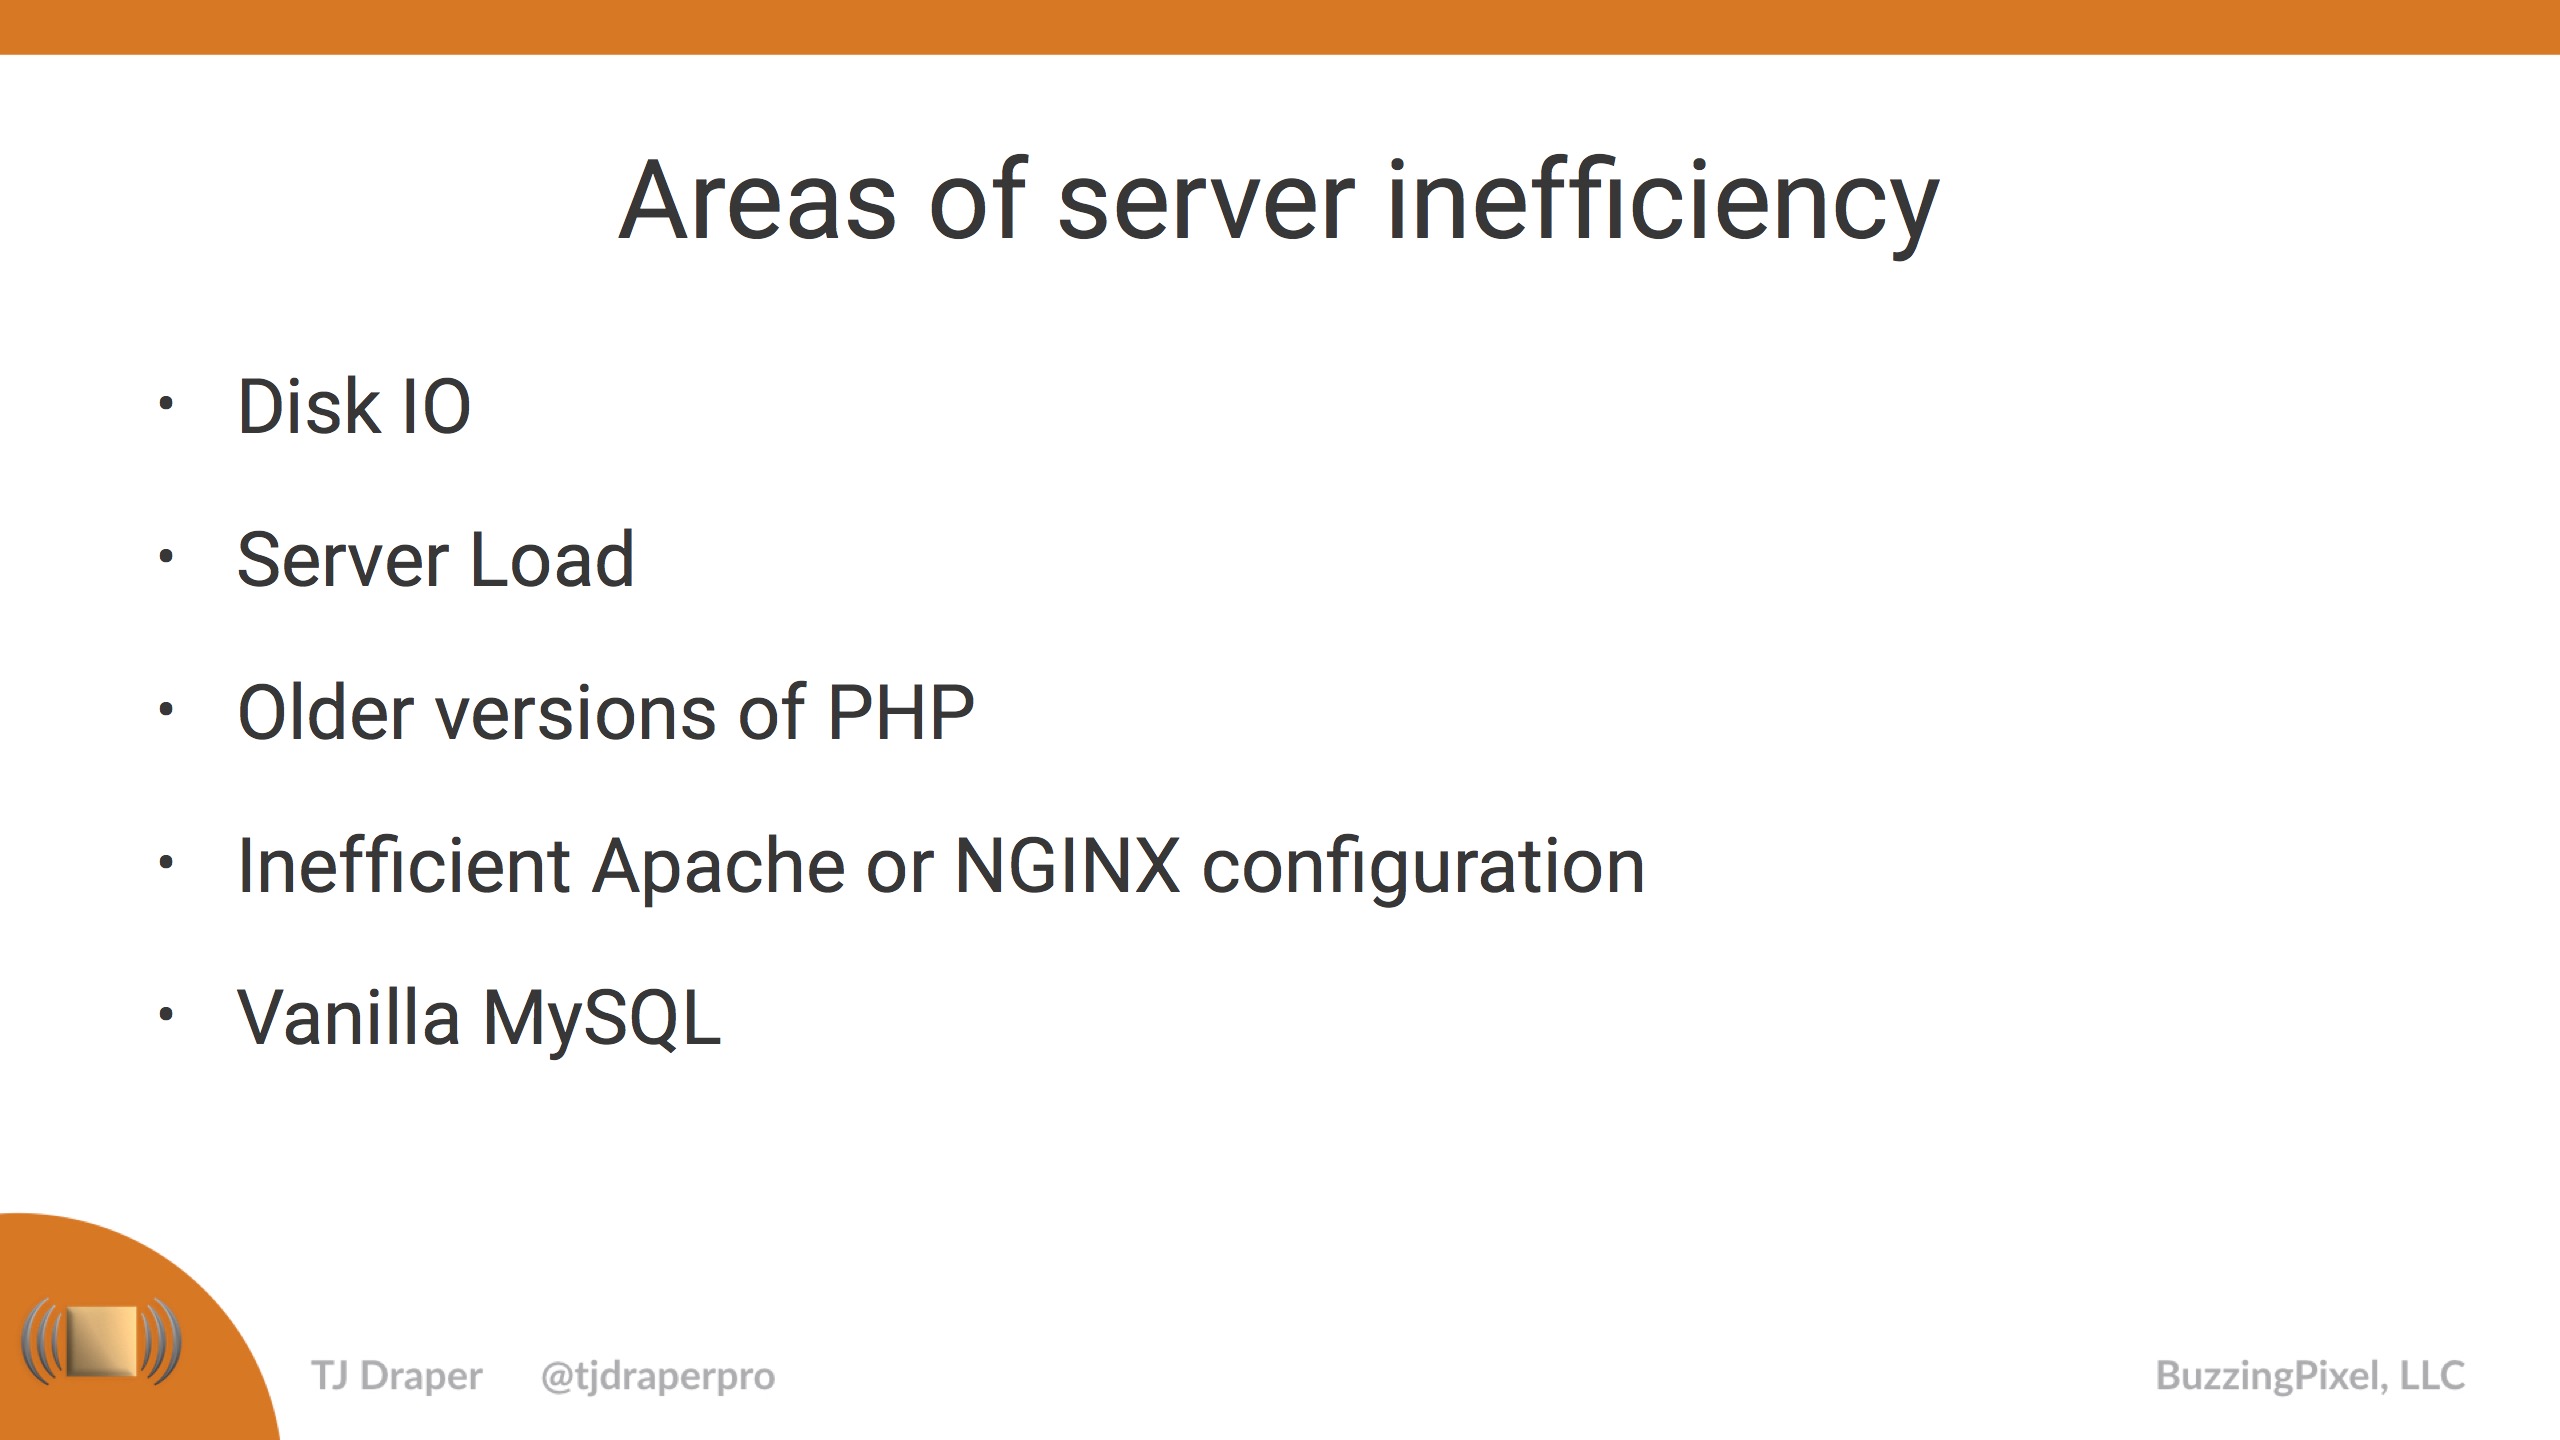 Areas of server inefficiency
• Disk IO
• Server Load
• Older versions of PHP
• Inefficient Apache or NGINX configuration
• Vanilla MySQL
TJ Draper @tjdraperpro BuzzingPixel, LLC